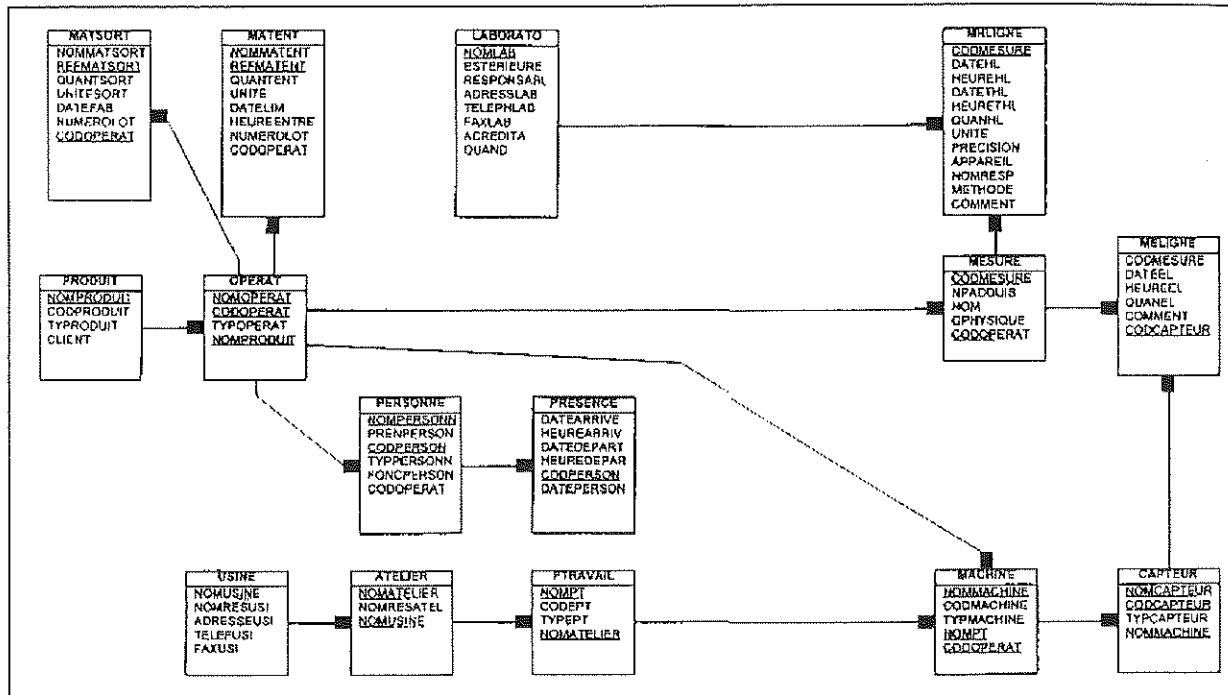 MATSORT
NOMMATSORT
REFMATSORT
QUANTSORT
UNITESORT
DATEFAB
NUMEROLOT
CODOPERAT
MATENT
NOMMATENT
REFMATENT
QUANTENT
UNITE
DATELIM
HEUREENTRE
NUMEROLOT
CODOPERAT
LABORATO
NOMLAB
ESTERIEURE
RESPONSABL
ADRESSLAB
TELEPHLAB
FAXLAB
ACREDITA
QUAND
MHLIGNE
CODMESURE
DATEHL
HEUREHL
DATETHL
HEURETHL
QUANHL
UNITE
PRECISION
APPAREIL
NOMRESP
METHODE
COMMENT
PRODUIT
NOMPRODUIT
CODPRODUIT
TYPRODUIT
CLIENT
OPERAT
NOMOPERAT
CODOPERAT
TYPOPERAT
NOMPRODUIT
MESURE
CODMESURE
NPADQUIS
NOM
GPHYSIQUE
CODOPERAT
MELIGNE
CODMESURE
DATEEL
HEUREEL
QUANEL
COMMENT
CODCAPTEUR
PERSONNE
NOMPERSONN
PRENPERSON
CODPERSON
TYPPERSONN
FONCPERSON
CODOPERAT
PRESENCE
DATEARRIVE
HEUREARRIV
DATEDEPART
HEUREDEPAR
CODPERSON
DATEPERSON
USINE
NOMUSINE
NOMRESUSI
ADRESSEUSI
TELEFUSI
FAXUSI
ATELIER
NOMATELIER
NOMRESATEL
NOMUSINE
PTRAVAIL
NOMPT
CODEPT
TYPEPT
NOMATELIER
MACHINE
NOMMACHINE
CODMACHINE
TYPMACHINE
NOMPT
CODOPERAT
CAPTEUR
NOMCAPTEUR
CODCAPTEUR
TYPCAPTEUR
NOMMACHINE